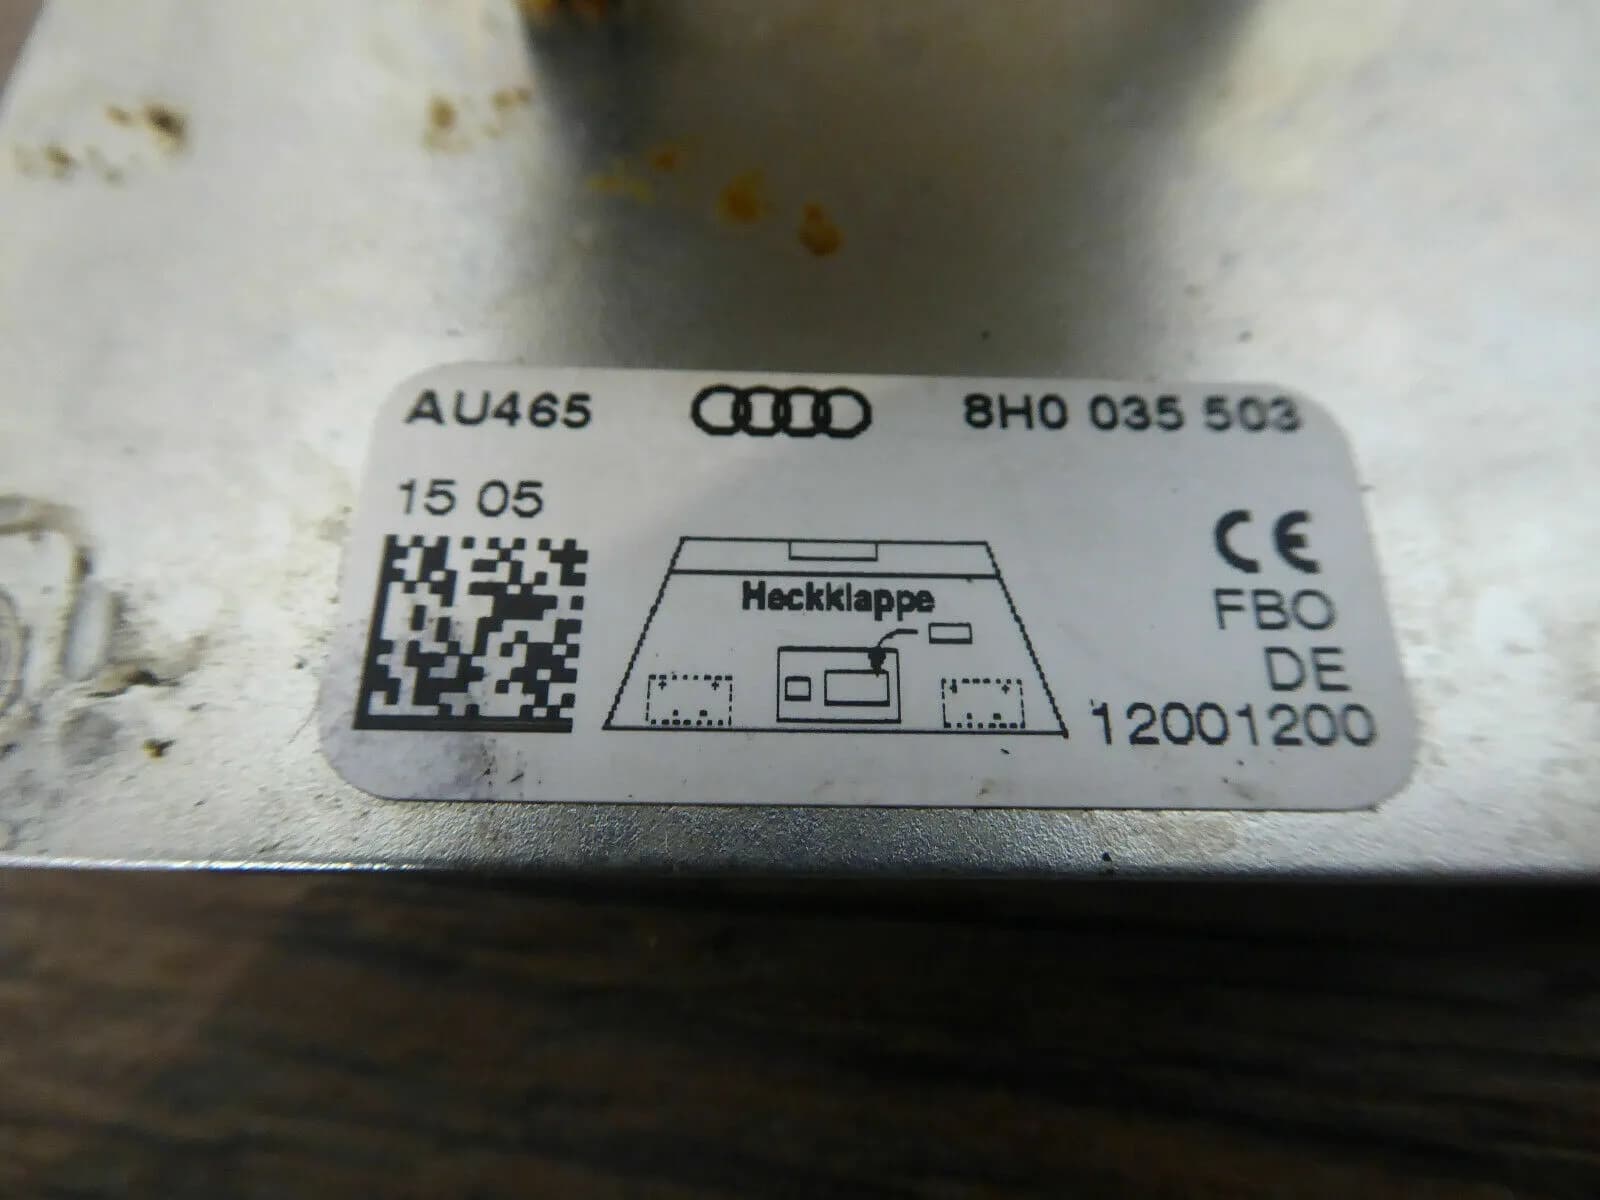 AU465 8H0 035 503
15 05
Heckklappe
CE
FBO
DE
12001200